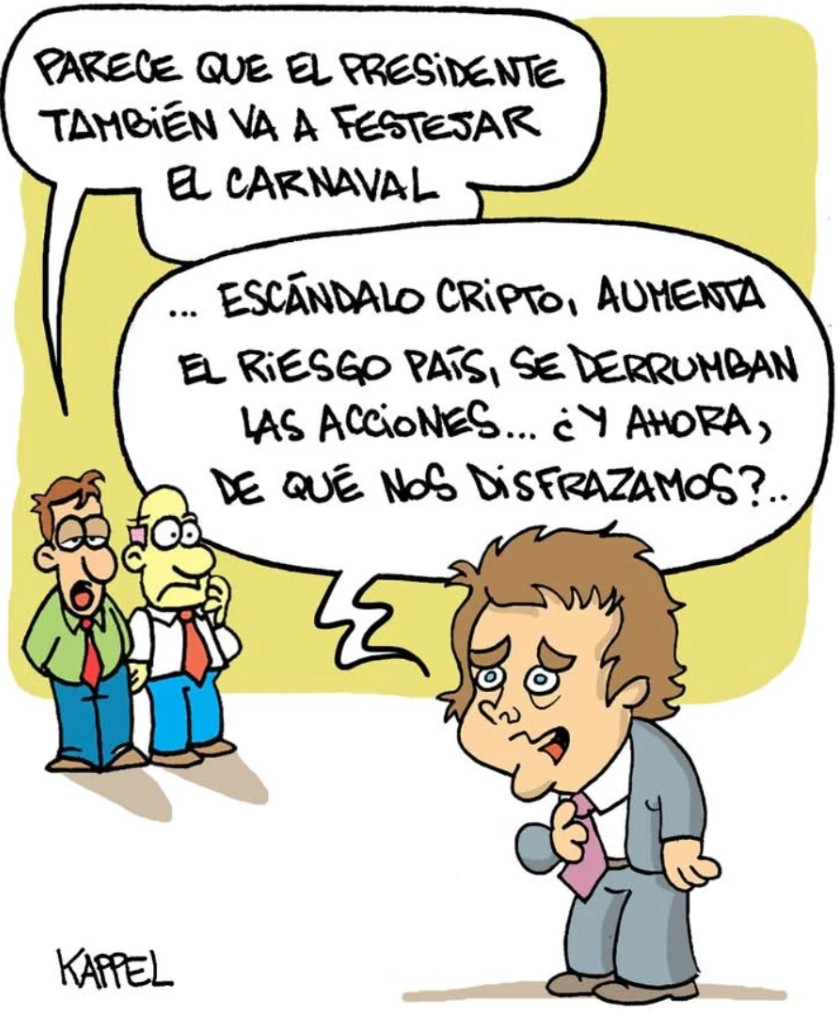 PARECE QUE EL PRESIDENTE
TAMBIÉN VA A FESTEJAR
EL CARNAVAL
... ESCÁNDALO CRIPTO, AUMENTA
EL RIESGO PAÍS, SE DERRUMBAN
LAS ACCIONES... ¿Y AHORA,
DE QUÉ NOS DISFRAZAMOS?..
KAPPEL